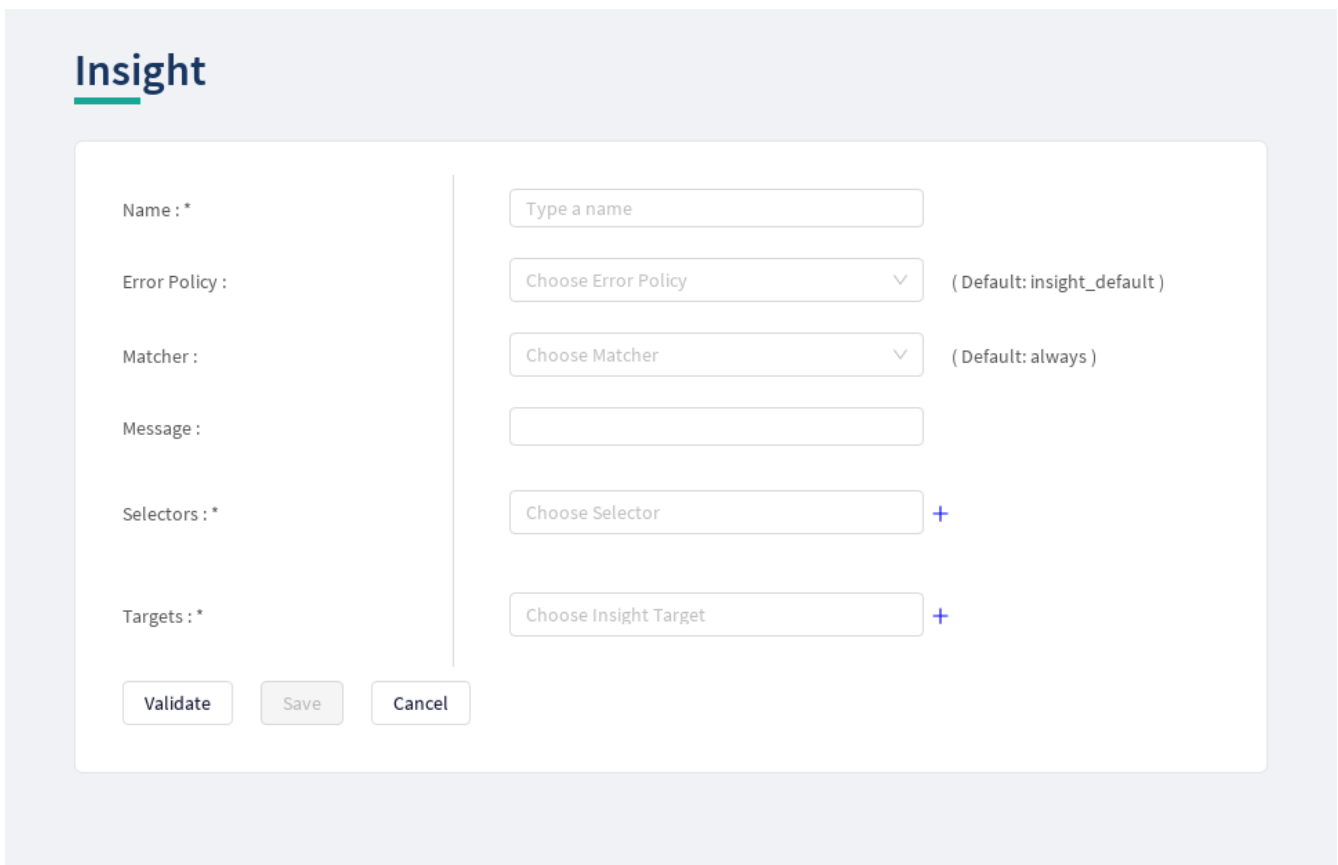 Insight
Name : *
Type a name
Error Policy :
Choose Error Policy
( Default: insight_default )
Matcher :
Choose Matcher
( Default: always )
Message :
Selectors : *
Choose Selector
+
Targets : *
Choose Insight Target
+
Validate
Save
Cancel